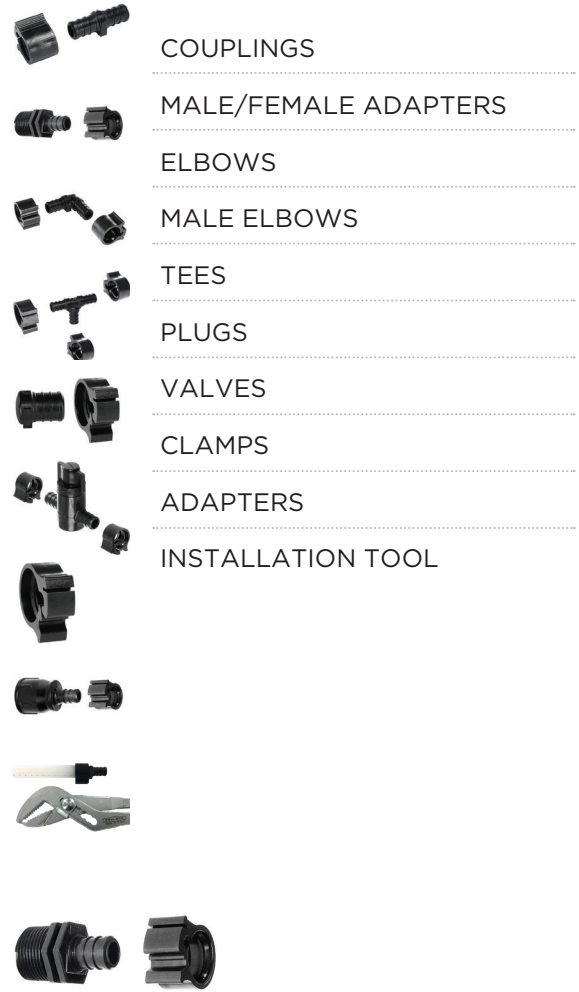 COUPLINGS
MALE/FEMALE ADAPTERS
ELBOWS
MALE ELBOWS
TEES
PLUGS
VALVES
CLAMPS
ADAPTERS
INSTALLATION TOOL